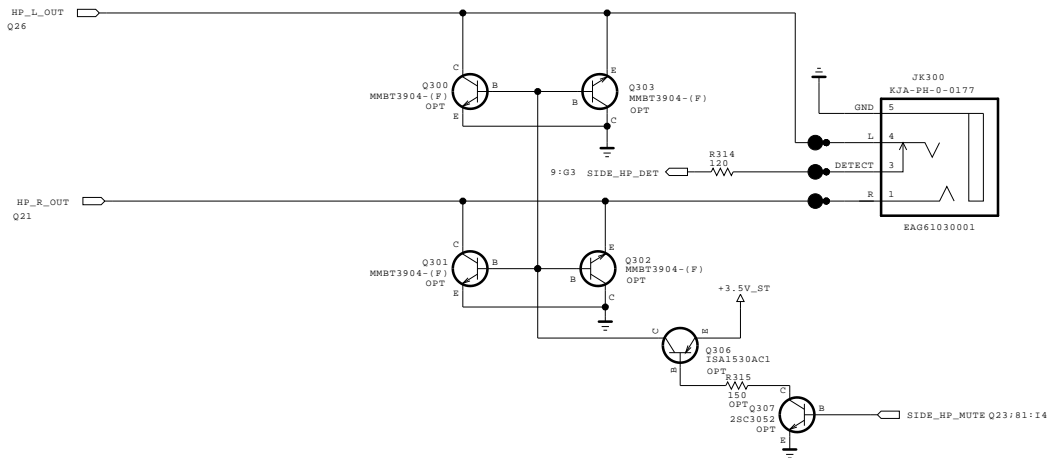 HP_L_OUT
Q26
C
B
Q300
MMBT3904-(F)
OPT
E
E
Q303
MMBT3904-(F)
OPT
B
C
JK300
KJA-PH-0-0177
GND 5
L 4
DETECT 3
R 1
EAG61030001
R314
120
9:G3 SIDE_HP_DET
HP_R_OUT
Q21
C
B
Q301
MMBT3904-(F)
OPT
E
E
Q302
MMBT3904-(F)
OPT
B
C
+3.5V_ST
C
E
B
Q306
ISA1530AC1
OPT
R315
150
OPT
C
Q307
2SC3052
OPT
B
E
SIDE_HP_MUTE Q23;81:I4